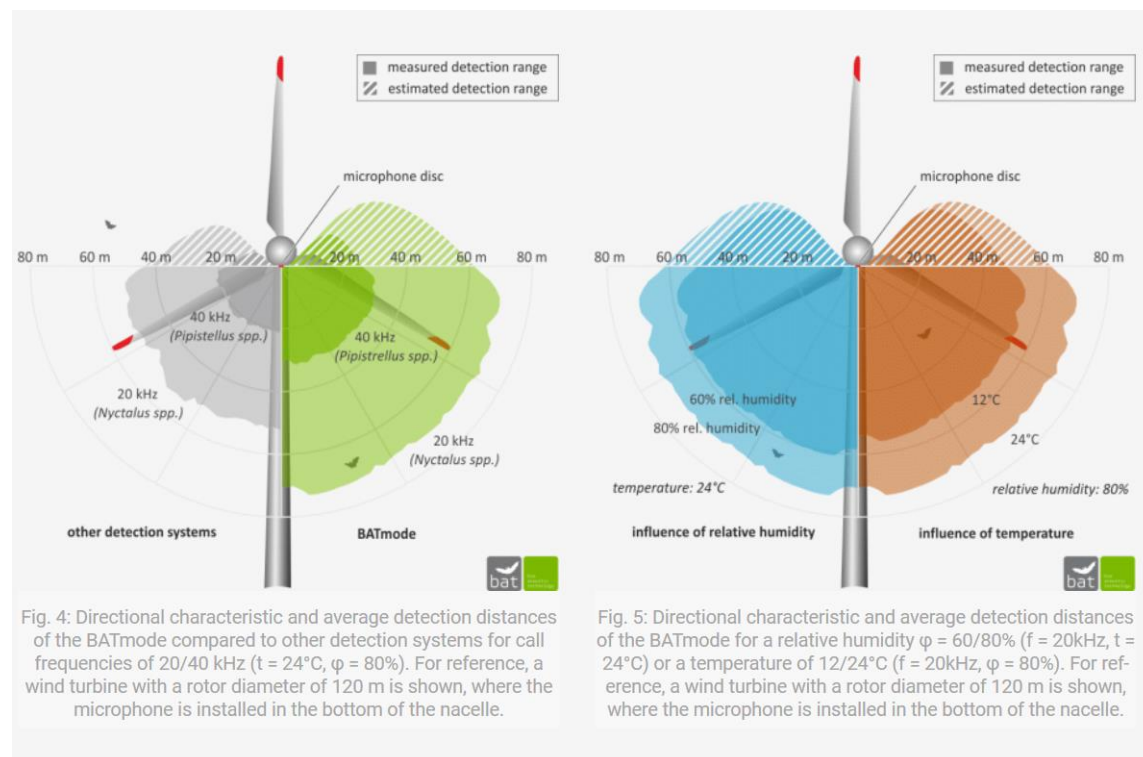 measured detection range
estimated detection range
microphone disc
80 m 60 m 40 m 20 m 20 m 40 m 60 m 80 m
40 kHz
(Pipistellus spp.)
40 kHz
(Pipistrellus spp.)
20 kHz
(Nyctalus spp.)
20 kHz
(Nyctalus spp.)
other detection systems
BATmode
bat
Fig. 4: Directional characteristic and average detection distances
of the BATmode compared to other detection systems for call
frequencies of 20/40 kHz (t = 24°C, φ = 80%). For reference, a
wind turbine with a rotor diameter of 120 m is shown, where the
microphone is installed in the bottom of the nacelle.
measured detection range
estimated detection range
microphone disc
80 m 60 m 40 m 20 m 20 m 40 m 60 m 80 m
60% rel. humidity
80% rel. humidity
12°C
24°C
temperature: 24°C
relative humidity: 80%
influence of relative humidity
influence of temperature
bat
Fig. 5: Directional characteristic and average detection distances
of the BATmode for a relative humidity φ = 60/80% (f = 20kHz, t =
24°C) or a temperature of 12/24°C (f = 20kHz, φ = 80%). For ref-
erence, a wind turbine with a rotor diameter of 120 m is shown,
where the microphone is installed in the bottom of the nacelle.